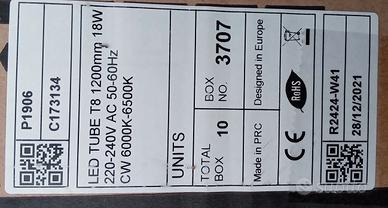 P1906
C173134
LED TUBE T8 1200mm 18W
220-240V AC 50-60Hz
CW 6000K-6500K
UNITS
TOTAL BOX
10
BOX NO.
3707
Made in PRC
Designed in Europe
CE
RoHS
R2424-W41
28/12/2021
subito